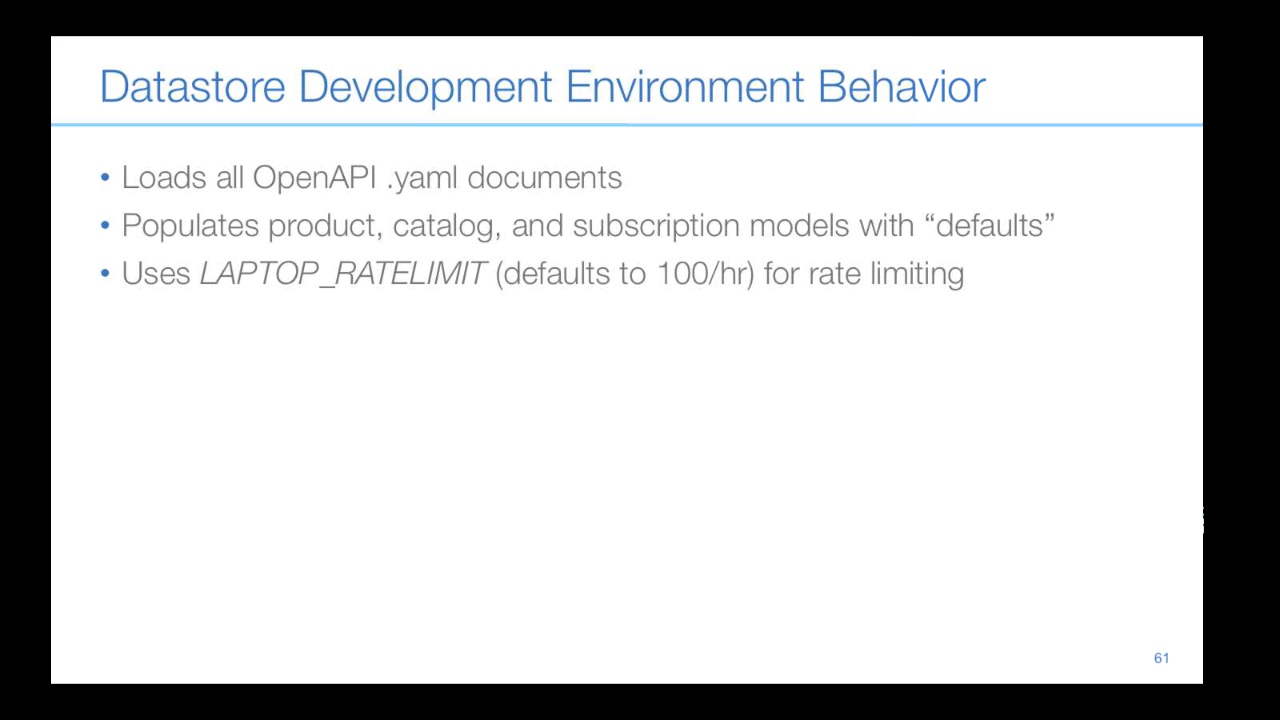 Datastore Development Environment Behavior
• Loads all OpenAPI .yaml documents
• Populates product, catalog, and subscription models with “defaults”
• Uses LAPTOP_RATELIMIT (defaults to 100/hr) for rate limiting
61